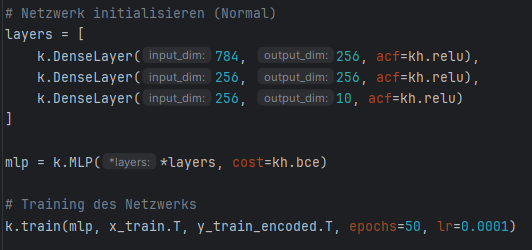 # Netzwerk initialisieren (Normal)
layers = [
    k.DenseLayer(input_dim: 784, output_dim: 256, acf=kh.relu),
    k.DenseLayer(input_dim: 256, output_dim: 256, acf=kh.relu),
    k.DenseLayer(input_dim: 256, output_dim: 10, acf=kh.relu)
]
mlp = k.MLP(*layers: *layers, cost=kh.bce)
# Training des Netzwerks
k.train(mlp, x_train.T, y_train_encoded.T, epochs=50, lr=0.0001)